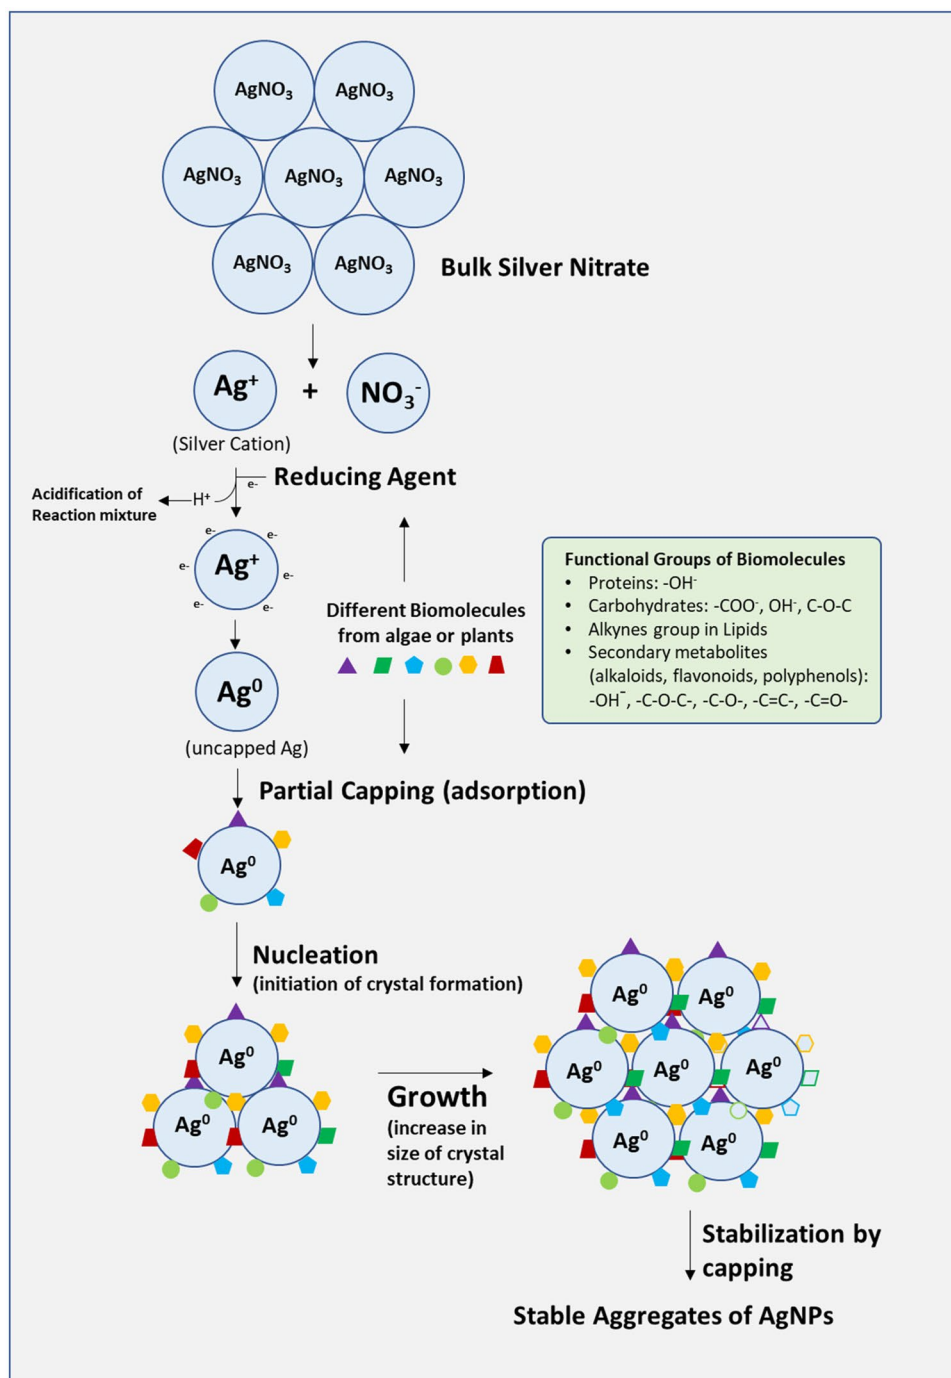 AgNO₃ AgNO₃
AgNO₃ AgNO₃ AgNO₃
AgNO₃ AgNO₃
Bulk Silver Nitrate
Ag⁺ + NO₃⁻
(Silver Cation)
Reducing Agent
e-
H⁺
Acidification of
Reaction mixture
e- e-
e- Ag⁺ e-
e- e-
Different Biomolecules
from algae or plants
Functional Groups of Biomolecules
• Proteins: -OH⁻
• Carbohydrates: -COO⁻, OH⁻, C-O-C
• Alkynes group in Lipids
• Secondary metabolites
(alkaloids, flavonoids, polyphenols):
-OH⁻, -C-O-C-, -C-O-, -C=C-, -C=O-
Ag⁰
(uncapped Ag)
Partial Capping (adsorption)
Ag⁰
Nucleation
(initiation of crystal formation)
Ag⁰
Ag⁰ Ag⁰
Growth
(increase in
size of crystal
structure)
Ag⁰ Ag⁰
Ag⁰ Ag⁰ Ag⁰
Ag⁰ Ag⁰
Stabilization by
capping
Stable Aggregates of AgNPs